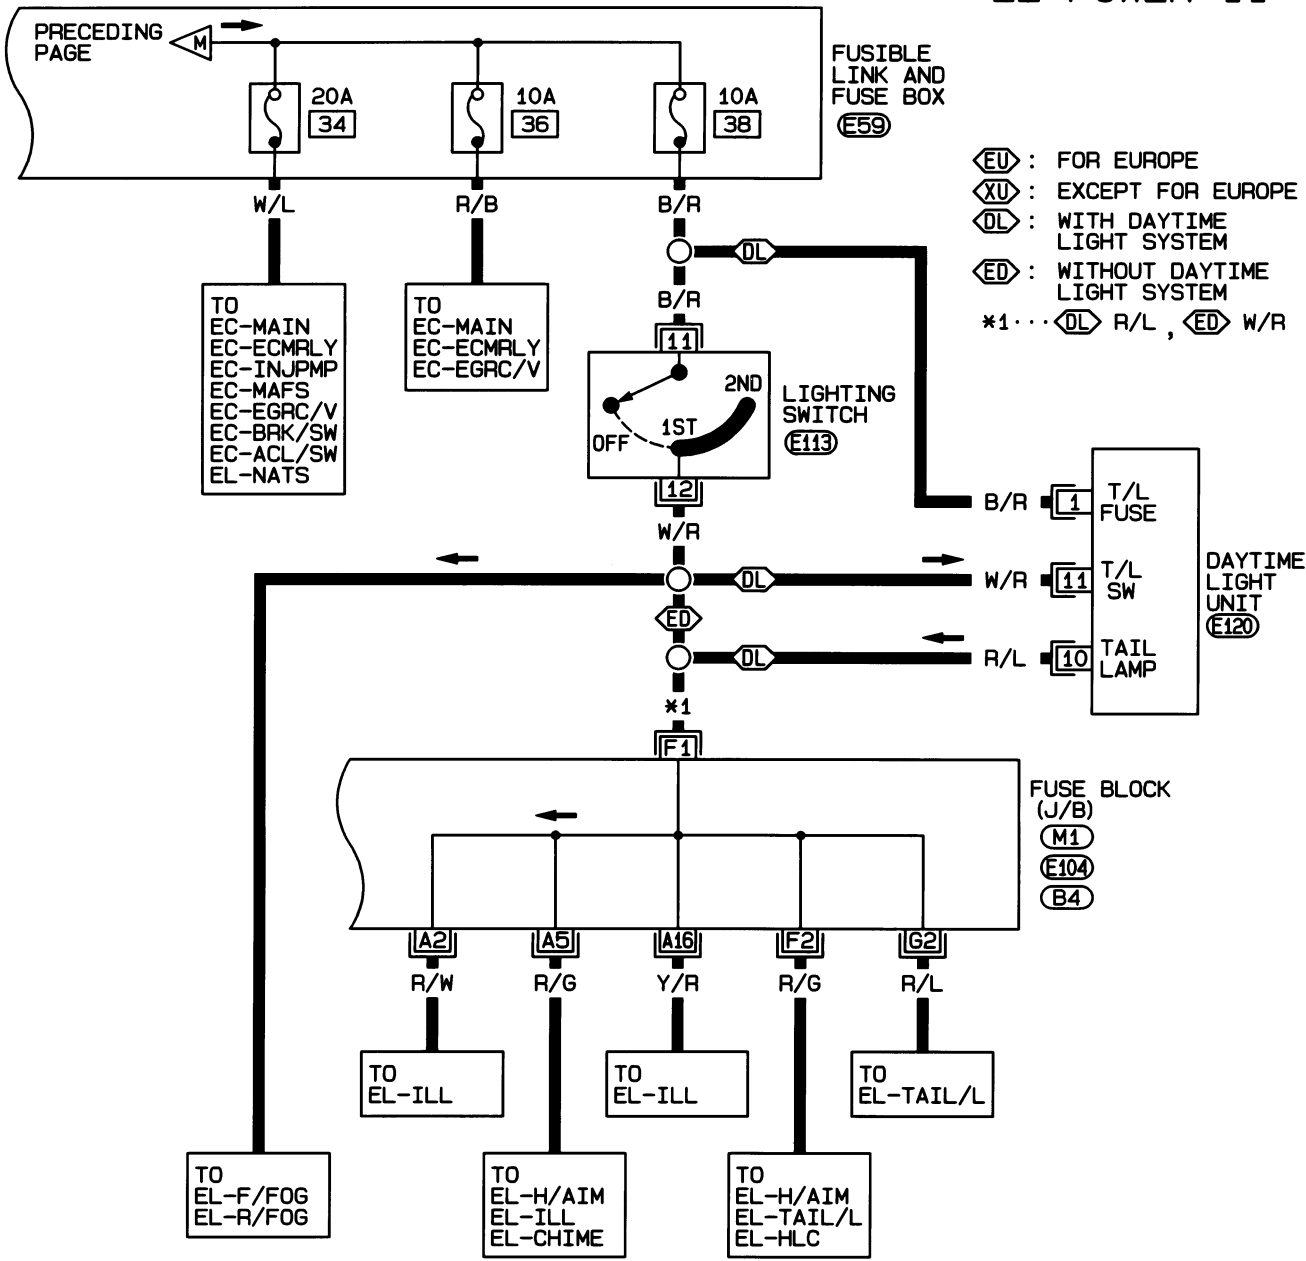 PRECEDING
PAGE
M
20A
34
10A
36
10A
38
FUSIBLE
LINK AND
FUSE BOX
E59
EU : FOR EUROPE
XU : EXCEPT FOR EUROPE
DL : WITH DAYTIME
LIGHT SYSTEM
ED : WITHOUT DAYTIME
LIGHT SYSTEM
*1··· DL R/L , ED W/R
W/L
R/B
B/R
DL
B/R
TO
EC-MAIN
EC-ECMRLY
EC-INJPMP
EC-MAFS
EC-EGRC/V
EC-BRK/SW
EC-ACL/SW
EL-NATS
TO
EC-MAIN
EC-ECMRLY
EC-EGRC/V
11
2ND
1ST
OFF
LIGHTING
SWITCH
E113
12
W/R
B/R
1
T/L
FUSE
DL
W/R
11
T/L
SW
DAYTIME
LIGHT
UNIT
E120
ED
DL
R/L
10
TAIL
LAMP
*1
F1
FUSE BLOCK
(J/B)
M1
E104
B4
A2
A5
A16
F2
G2
R/W
R/G
Y/R
R/G
R/L
TO
EL-ILL
TO
EL-ILL
TO
EL-TAIL/L
TO
EL-F/FOG
EL-R/FOG
TO
EL-H/AIM
EL-ILL
EL-CHIME
TO
EL-H/AIM
EL-TAIL/L
EL-HLC